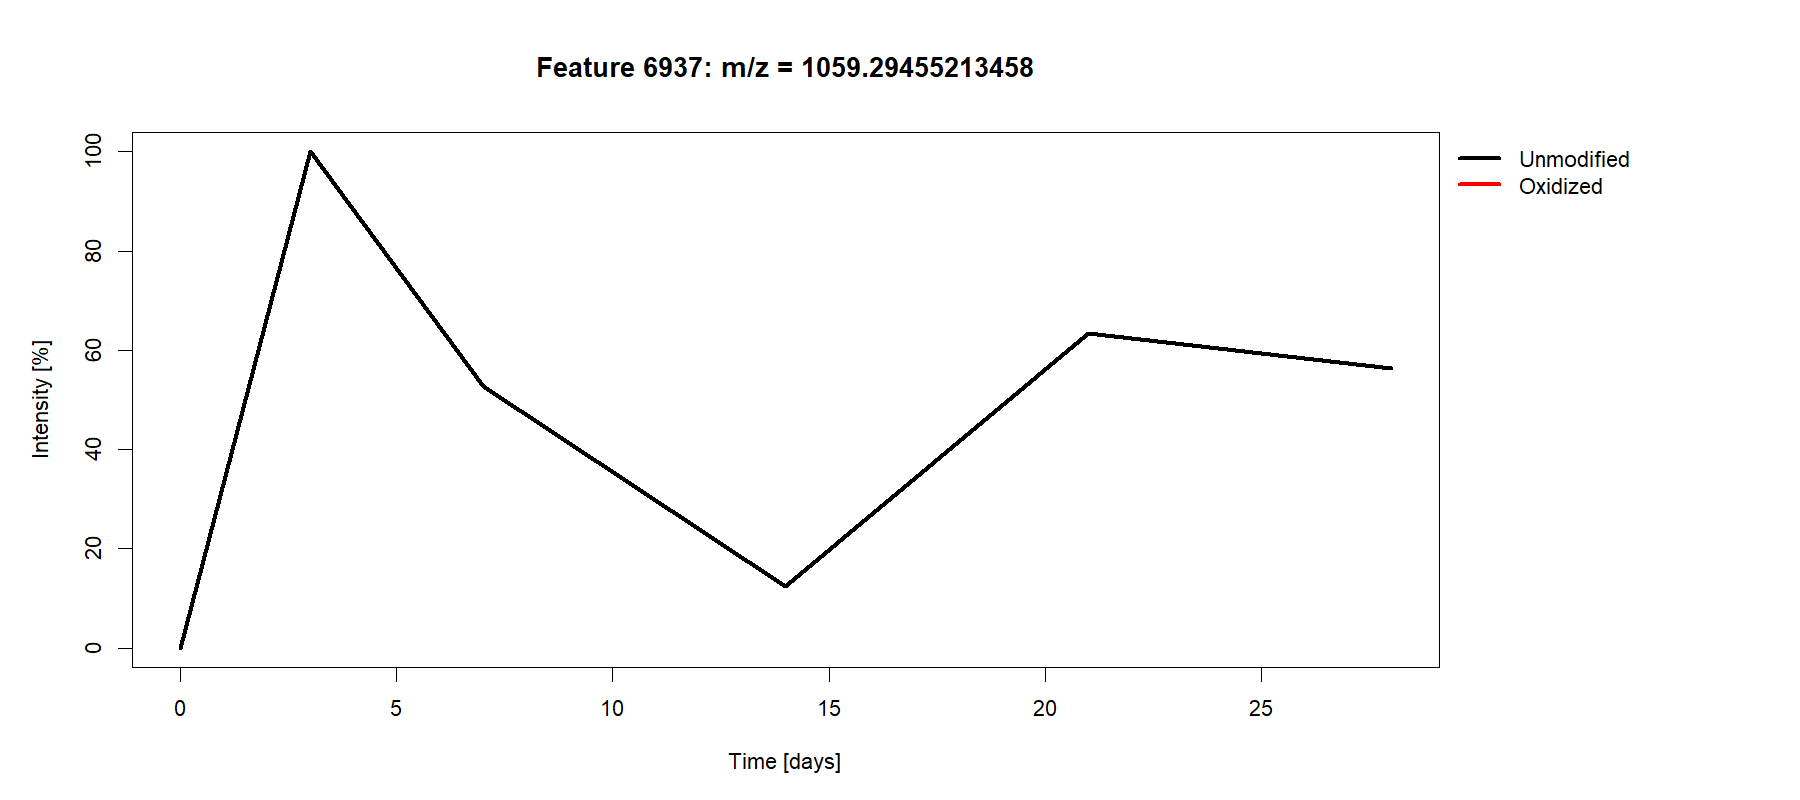 Feature 6937: m/z = 1059.29455213458
Unmodified
Oxidized
100
80
60
40
20
0
Intensity [%]
0 5 10 15 20 25
Time [days]